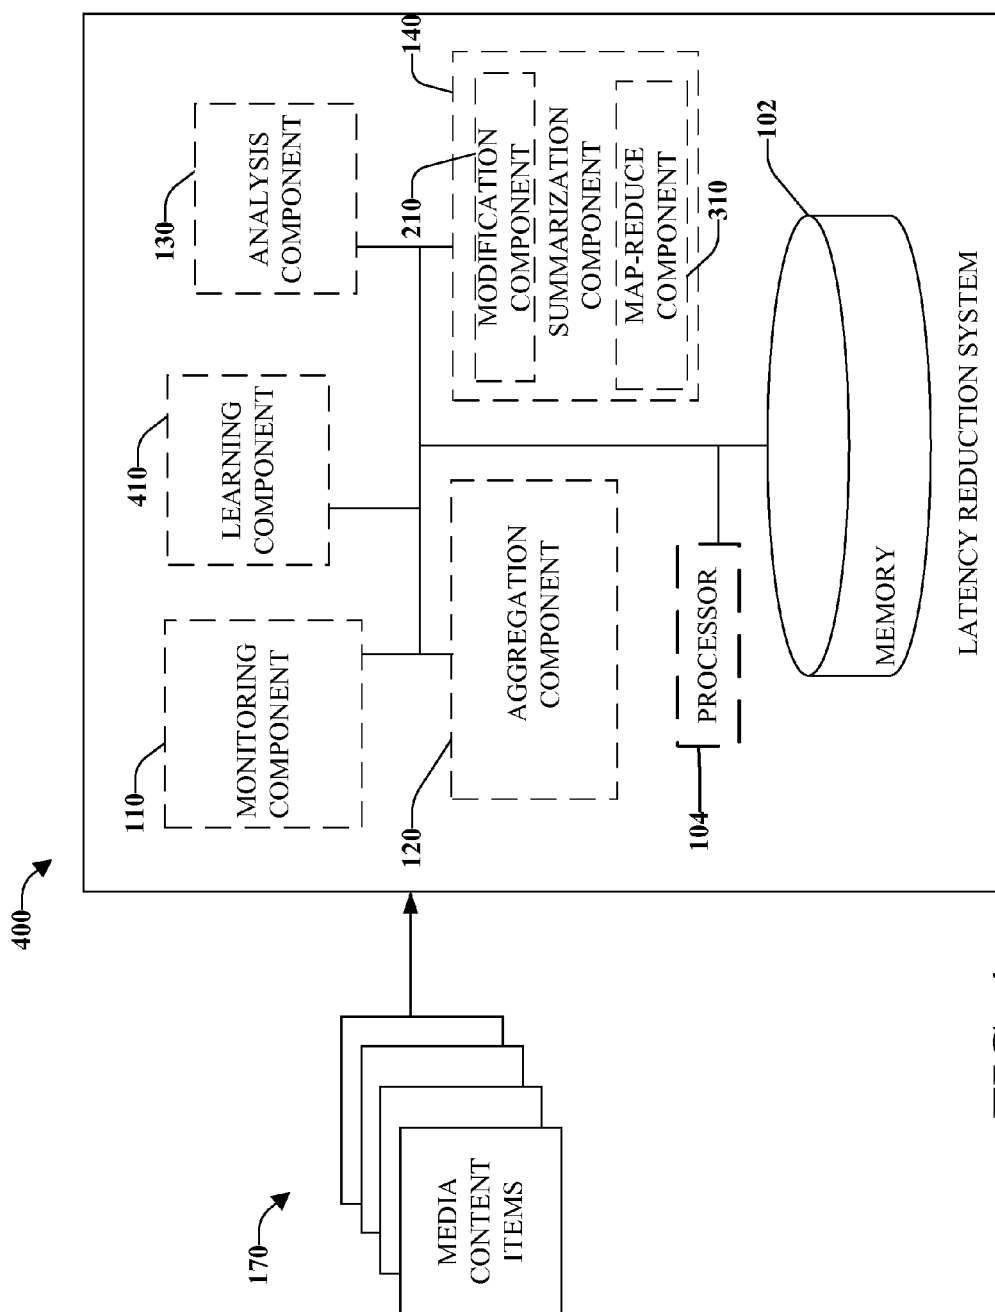 400
170
MEDIA
CONTENT
ITEMS
110
MONITORING
COMPONENT
410
LEARNING
COMPONENT
130
ANALYSIS
COMPONENT
120
AGGREGATION
COMPONENT
210
140
MODIFICATION
COMPONENT
SUMMARIZATION
COMPONENT
MAP-REDUCE
COMPONENT
310
104
PROCESSOR
102
MEMORY
LATENCY REDUCTION SYSTEM